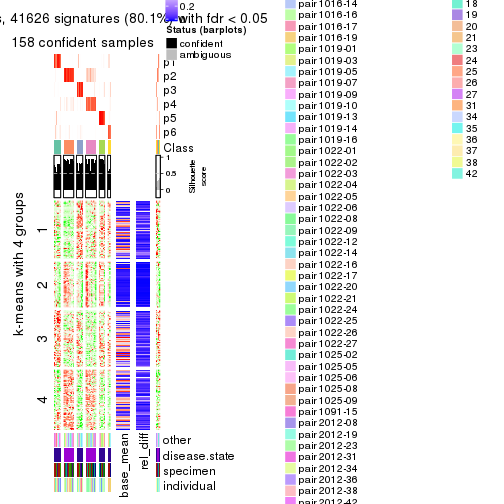 , 41626 signatures (80.1%) with fdr < 0.05
158 confident samples
0.2
Status (barplots)
confident
ambiguous
p1
p2
p3
p4
p5
p6
Class
1
0.5
0
Silhouette
score
k-means with 4 groups
1
2
3
4
base_mean
rel_diff
other
disease.state
specimen
individual
pair1016-14
pair1016-16
pair1016-17
pair1016-19
pair1019-01
pair1019-03
pair1019-05
pair1019-07
pair1019-09
pair1019-10
pair1019-13
pair1019-14
pair1019-16
pair1022-01
pair1022-02
pair1022-03
pair1022-04
pair1022-05
pair1022-06
pair1022-08
pair1022-09
pair1022-12
pair1022-14
pair1022-16
pair1022-17
pair1022-20
pair1022-21
pair1022-24
pair1022-25
pair1022-26
pair1022-27
pair1025-02
pair1025-05
pair1025-06
pair1025-08
pair1025-09
pair1091-15
pair2012-08
pair2012-19
pair2012-23
pair2012-31
pair2012-34
pair2012-36
pair2012-38
pair2012-42
18
19
20
21
23
24
25
26
27
31
34
35
36
37
38
42